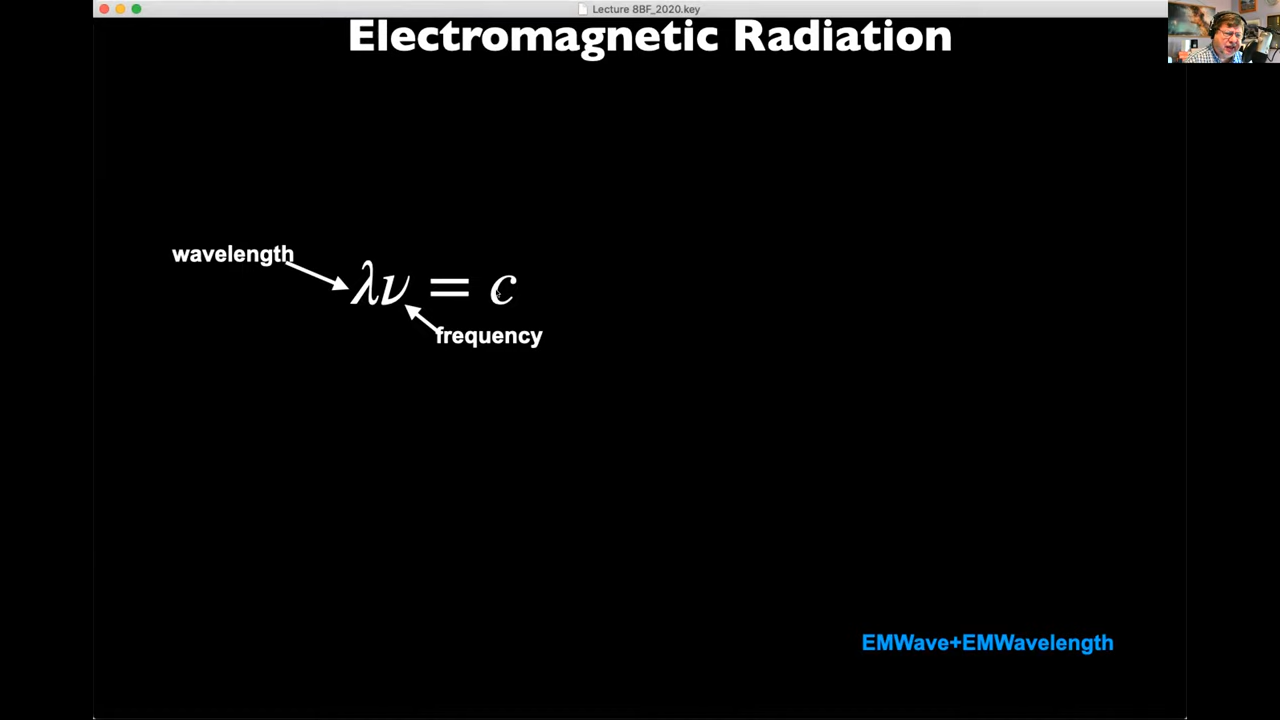 Lecture 8BF_2020.key
Electromagnetic Radiation
wavelength
λν = c
frequency
EMWave+EMWavelength